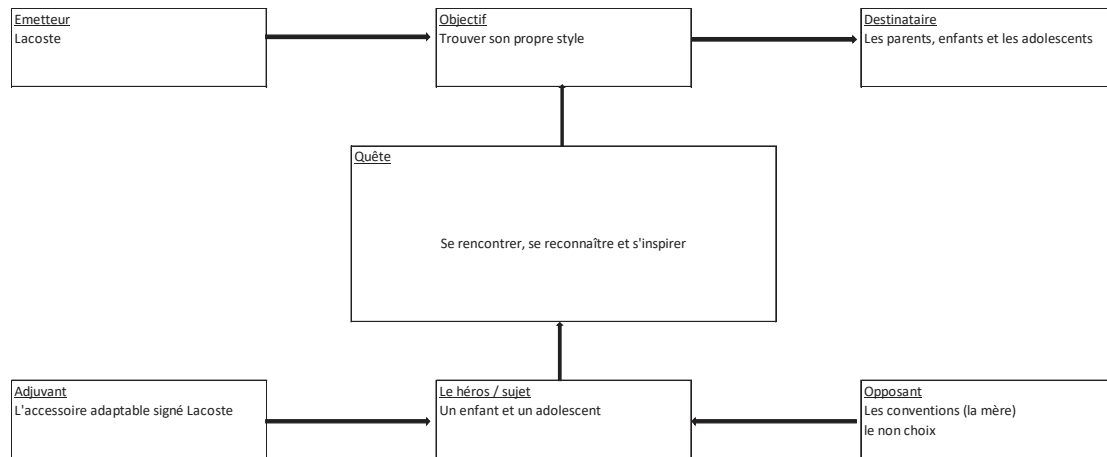 Emetteur
Lacoste
Objectif
Trouver son propre style
Destinataire
Les parents, enfants et les adolescents
Quête
Se rencontrer, se reconnaître et s'inspirer
Adjuvant
L'accessoire adaptable signé Lacoste
Le héros / sujet
Un enfant et un adolescent
Opposant
Les conventions (la mère)
le non choix